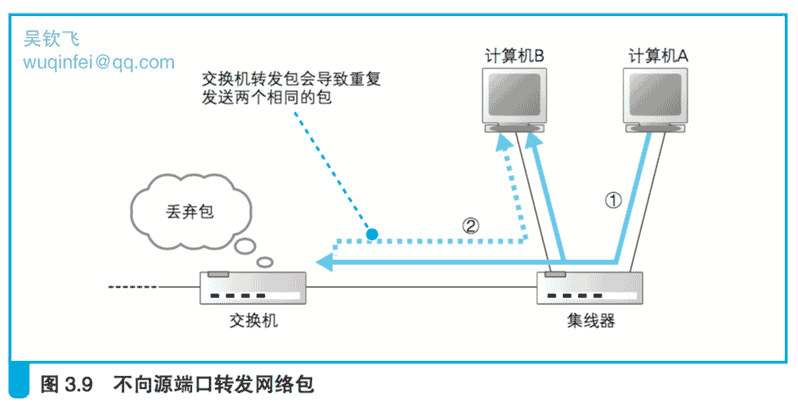 吴钦飞
wuqinfei@qq.com
计算机B
计算机A
交换机转发包会导致重复
发送两个相同的包
①
丢弃包
②
交换机
集线器
图 3.9 不向源端口转发网络包